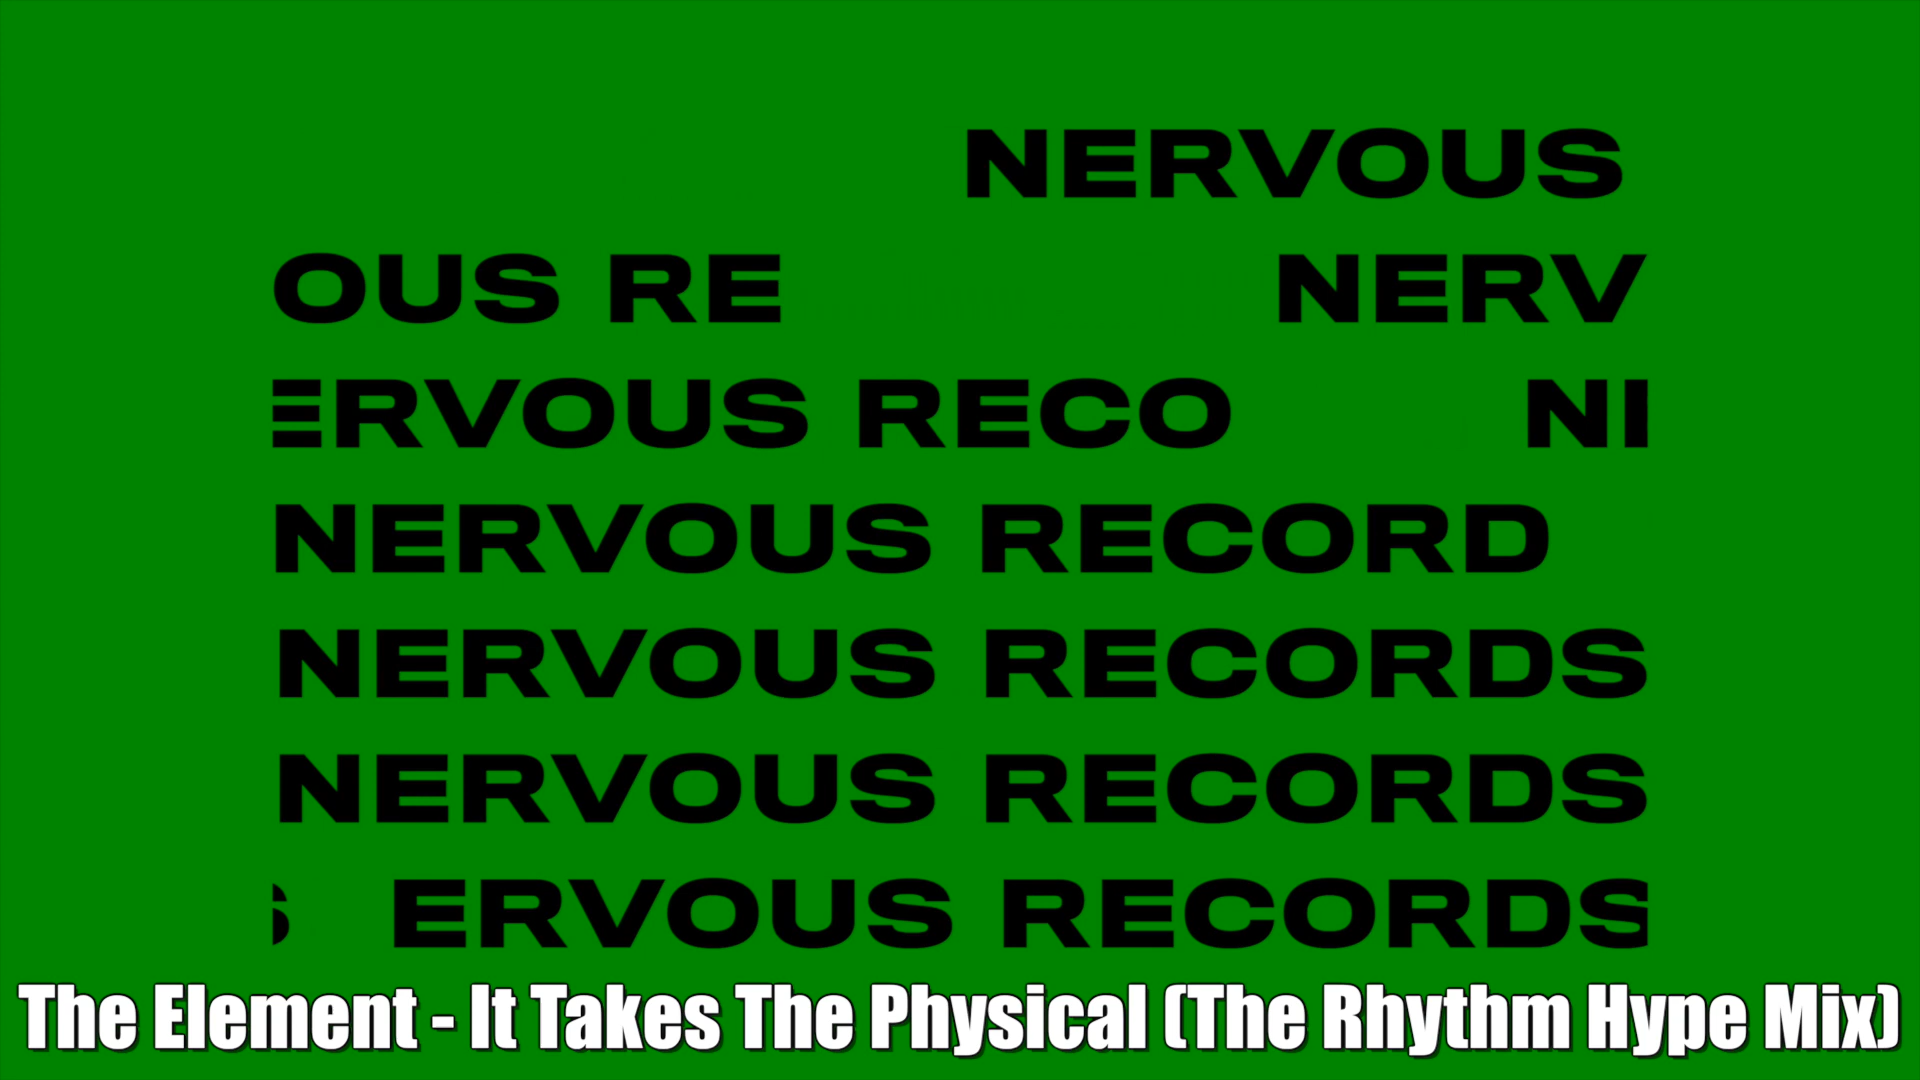 NERVOUS
OUS RE NERV
ERVOUS RECO N
NERVOUS RECORD
NERVOUS RECORDS
NERVOUS RECORDS
S ERVOUS RECORDS
The Element - It Takes The Physical (The Rhythm Hype Mix)